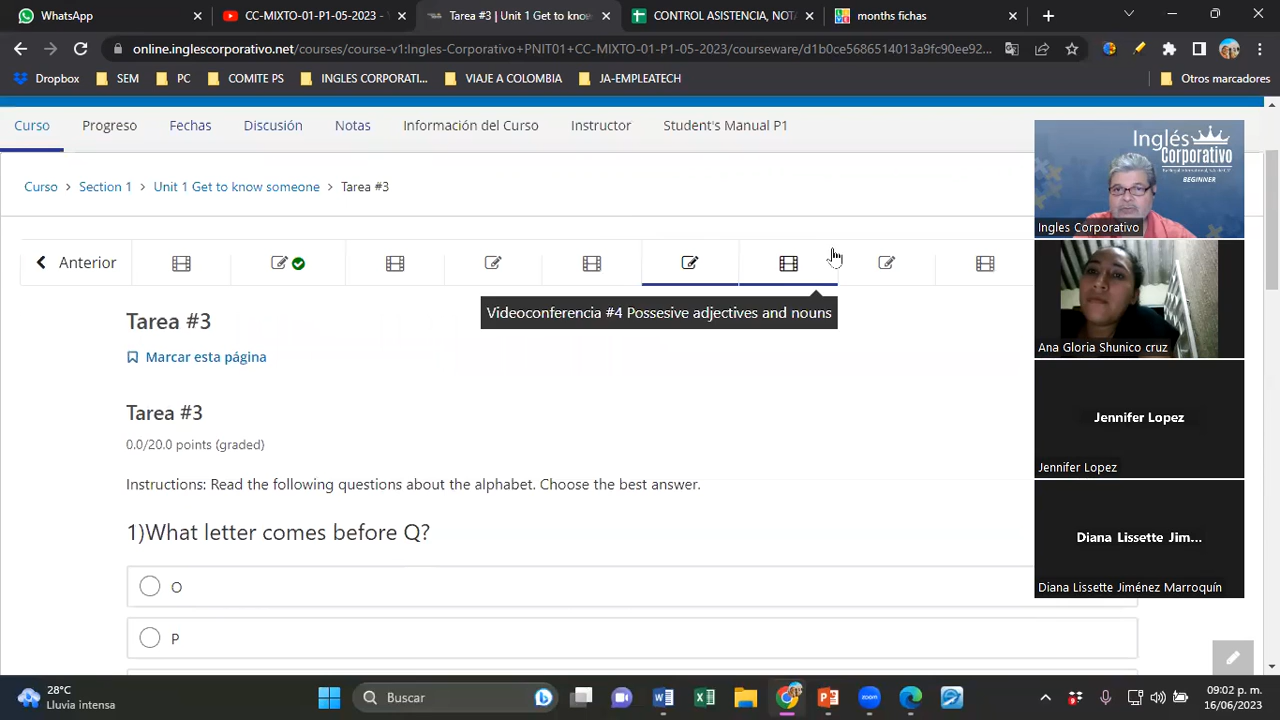 WhatsApp
CC-MIXTO-01-P1-05-2023 -
Tarea #3 | Unit 1 Get to know
CONTROL ASISTENCIA, NOTA
months fichas
online.inglescorporativo.net/courses/course-v1:Ingles-Corporativo+PNIT01+CC-MIXTO-01-P1-05-2023/courseware/d1b0ce5686514013a9fc90ee92...
Dropbox
SEM
PC
COMITE PS
INGLES CORPORATI...
VIAJE A COLOMBIA
JA-EMPLEATECH
Otros marcadores
Curso
Progreso
Fechas
Discusión
Notas
Información del Curso
Instructor
Student's Manual P1
Curso > Section 1 > Unit 1 Get to know someone > Tarea #3
Anterior
Videoconferencia #4 Possesive adjectives and nouns
Tarea #3
Marcar esta página
Tarea #3
0.0/20.0 points (graded)
Instructions: Read the following questions about the alphabet. Choose the best answer.
1)What letter comes before Q?
O
P
Inglés
Corporativo
BEGINNER
Ingles Corporativo
Ana Gloria Shunico cruz
Jennifer Lopez
Jennifer Lopez
Diana Lissette Jim...
Diana Lissette Jiménez Marroquín
28°C
Lluvia intensa
Buscar
09:02 p. m.
16/06/2023